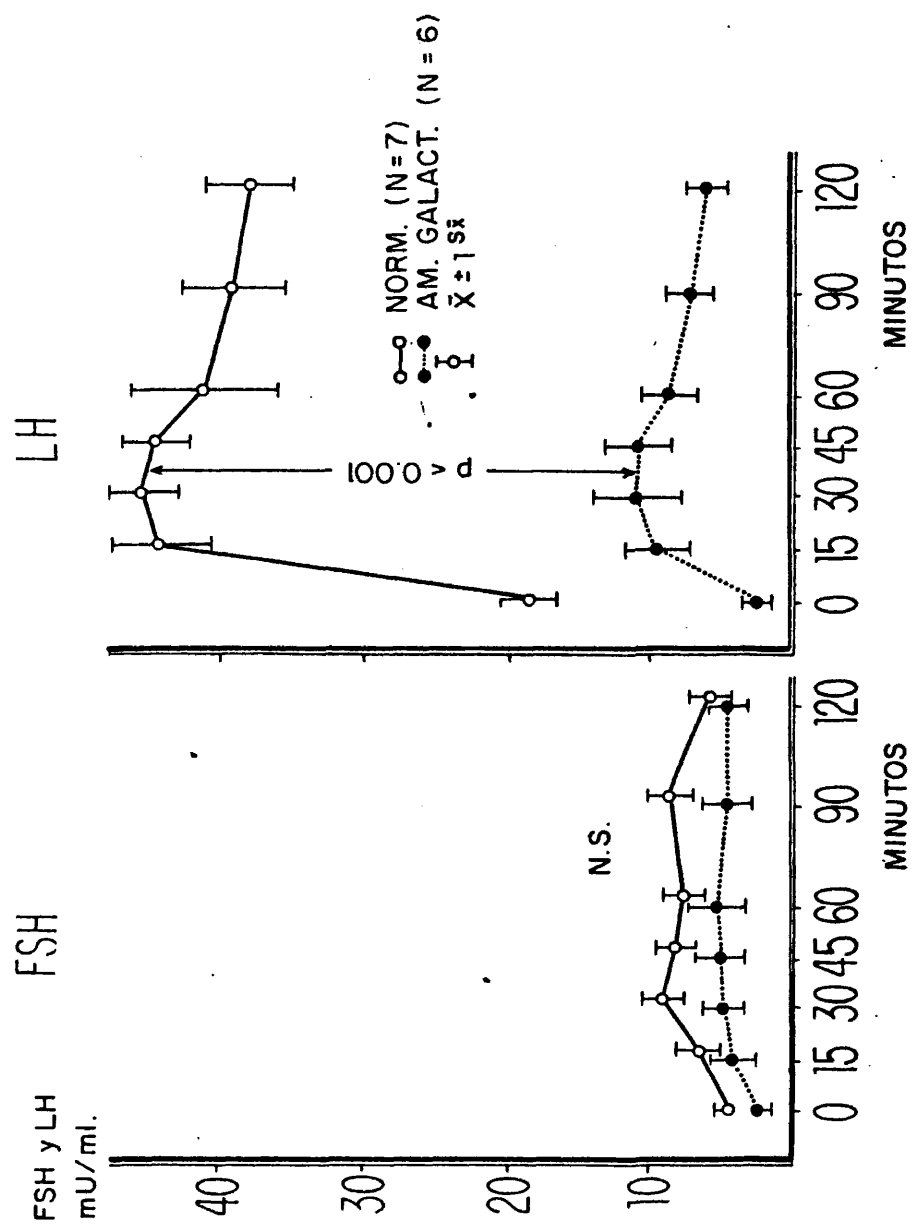 FSH y LH
mU/ml.
FSH
LH
40
30
20
10
N.S.
p < 0.001
NORM. (N=7)
AM. GALACT. (N = 6)
X̄ ± 1 sx̄
0 15 30 45 60 90 120
MINUTOS
0 15 30 45 60 90 120
MINUTOS